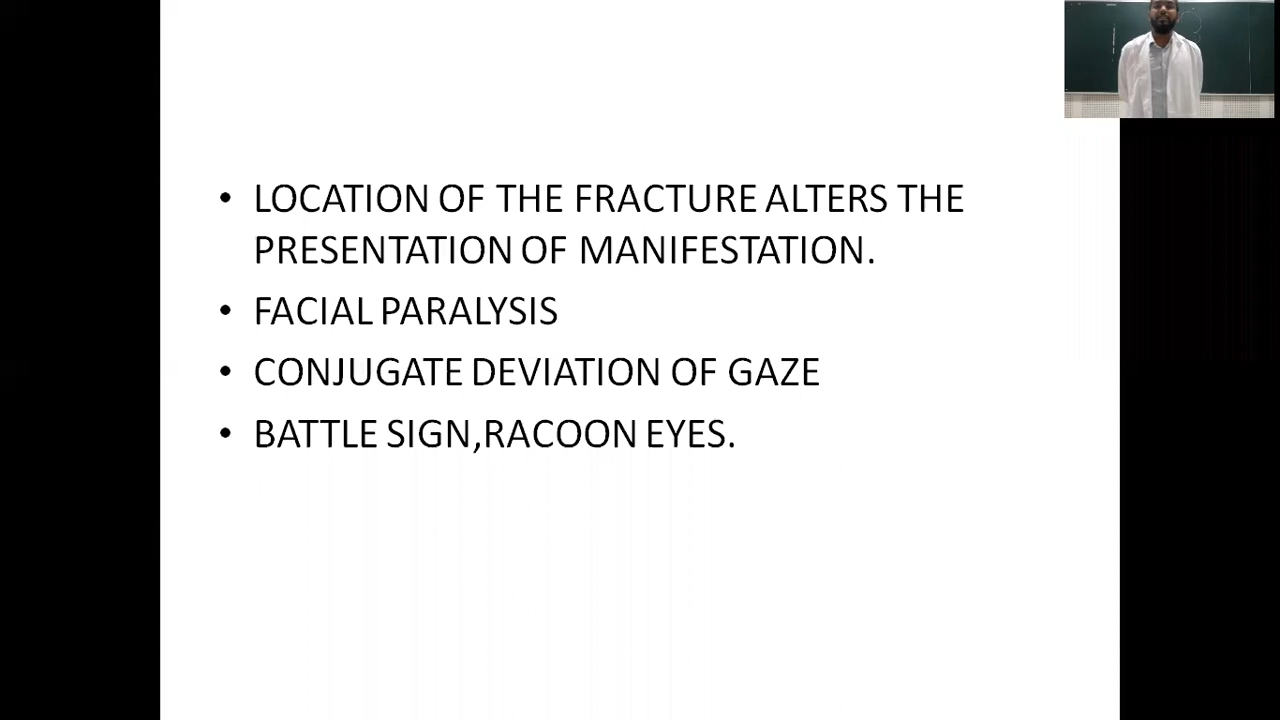 • LOCATION OF THE FRACTURE ALTERS THE
PRESENTATION OF MANIFESTATION.
• FACIAL PARALYSIS
• CONJUGATE DEVIATION OF GAZE
• BATTLE SIGN,RACOON EYES.